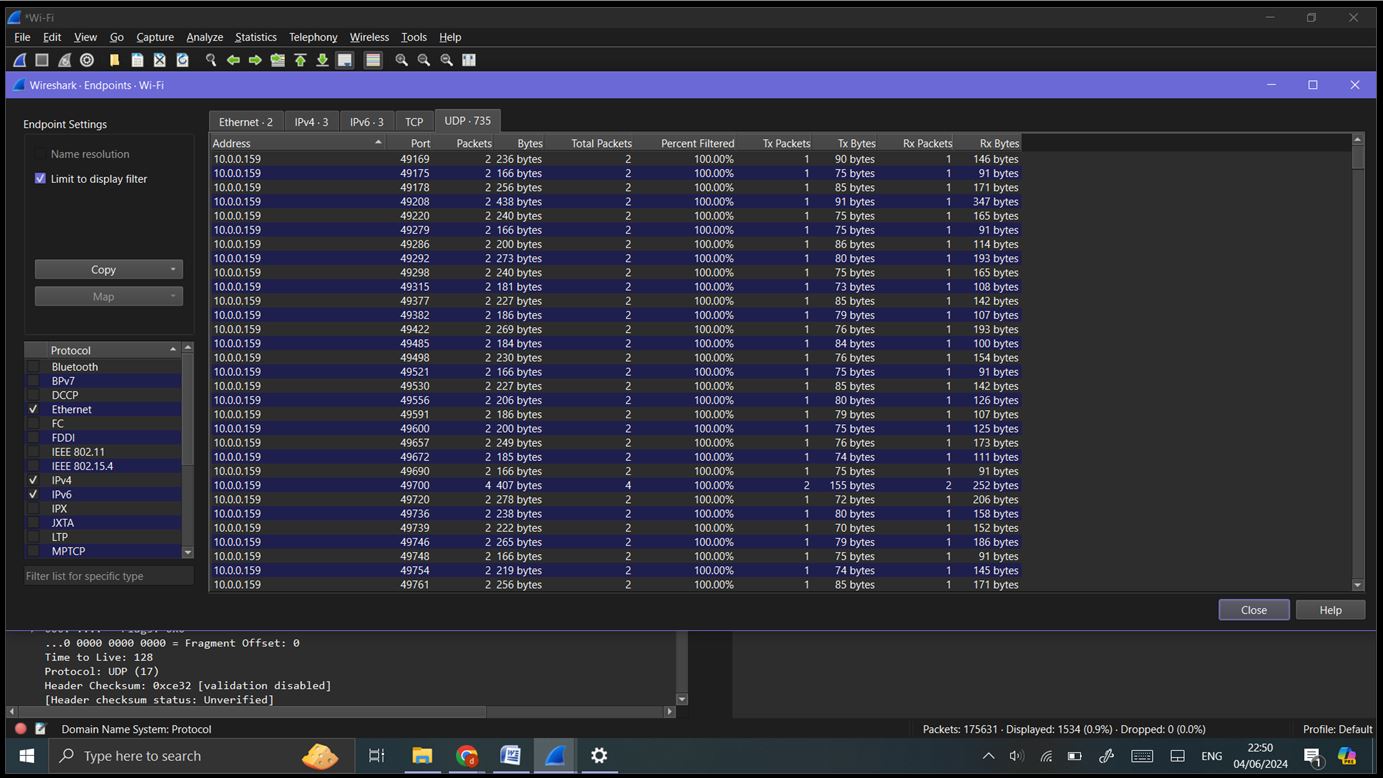 *Wi-Fi
File Edit View Go Capture Analyze Statistics Telephony Wireless Tools Help
Wireshark · Endpoints · Wi-Fi
Endpoint Settings
Name resolution
Limit to display filter
Copy
Map
Protocol
Bluetooth
BPv7
DCCP
Ethernet
FC
FDDI
IEEE 802.11
IEEE 802.15.4
IPv4
IPv6
IPX
JXTA
LTP
MPTCP
Filter list for specific type
Ethernet · 2 IPv4 · 3 IPv6 · 3 TCP UDP · 735
Address Port Packets Bytes Total Packets Percent Filtered Tx Packets Tx Bytes Rx Packets Rx Bytes
10.0.0.159 49169 2 236 bytes 2 100.00% 1 90 bytes 1 146 bytes
10.0.0.159 49175 2 166 bytes 2 100.00% 1 75 bytes 1 91 bytes
10.0.0.159 49178 2 256 bytes 2 100.00% 1 85 bytes 1 171 bytes
10.0.0.159 49208 2 438 bytes 2 100.00% 1 91 bytes 1 347 bytes
10.0.0.159 49220 2 240 bytes 2 100.00% 1 75 bytes 1 165 bytes
10.0.0.159 49279 2 166 bytes 2 100.00% 1 75 bytes 1 91 bytes
10.0.0.159 49286 2 200 bytes 2 100.00% 1 86 bytes 1 114 bytes
10.0.0.159 49292 2 273 bytes 2 100.00% 1 80 bytes 1 193 bytes
10.0.0.159 49298 2 240 bytes 2 100.00% 1 75 bytes 1 165 bytes
10.0.0.159 49315 2 181 bytes 2 100.00% 1 73 bytes 1 108 bytes
10.0.0.159 49377 2 227 bytes 2 100.00% 1 85 bytes 1 142 bytes
10.0.0.159 49382 2 186 bytes 2 100.00% 1 79 bytes 1 107 bytes
10.0.0.159 49422 2 269 bytes 2 100.00% 1 76 bytes 1 193 bytes
10.0.0.159 49485 2 184 bytes 2 100.00% 1 84 bytes 1 100 bytes
10.0.0.159 49498 2 230 bytes 2 100.00% 1 76 bytes 1 154 bytes
10.0.0.159 49521 2 166 bytes 2 100.00% 1 75 bytes 1 91 bytes
10.0.0.159 49530 2 227 bytes 2 100.00% 1 85 bytes 1 142 bytes
10.0.0.159 49556 2 206 bytes 2 100.00% 1 80 bytes 1 126 bytes
10.0.0.159 49591 2 186 bytes 2 100.00% 1 79 bytes 1 107 bytes
10.0.0.159 49600 2 200 bytes 2 100.00% 1 75 bytes 1 125 bytes
10.0.0.159 49657 2 249 bytes 2 100.00% 1 76 bytes 1 173 bytes
10.0.0.159 49672 2 185 bytes 2 100.00% 1 74 bytes 1 111 bytes
10.0.0.159 49690 2 166 bytes 2 100.00% 1 75 bytes 1 91 bytes
10.0.0.159 49700 4 407 bytes 4 100.00% 2 155 bytes 2 252 bytes
10.0.0.159 49720 2 278 bytes 2 100.00% 1 72 bytes 1 206 bytes
10.0.0.159 49736 2 238 bytes 2 100.00% 1 80 bytes 1 158 bytes
10.0.0.159 49739 2 222 bytes 2 100.00% 1 70 bytes 1 152 bytes
10.0.0.159 49746 2 265 bytes 2 100.00% 1 79 bytes 1 186 bytes
10.0.0.159 49748 2 166 bytes 2 100.00% 1 75 bytes 1 91 bytes
10.0.0.159 49754 2 219 bytes 2 100.00% 1 74 bytes 1 145 bytes
10.0.0.159 49761 2 256 bytes 2 100.00% 1 85 bytes 1 171 bytes
Close Help
...0 0000 0000 0000 = Fragment Offset: 0
Time to Live: 128
Protocol: UDP (17)
Header Checksum: 0xce32 [validation disabled]
[Header checksum status: Unverified]
Domain Name System: Protocol Packets: 175631 · Displayed: 1534 (0.9%) · Dropped: 0 (0.0%) Profile: Default
Type here to search
ENG
22:50
04/06/2024
1
PRE